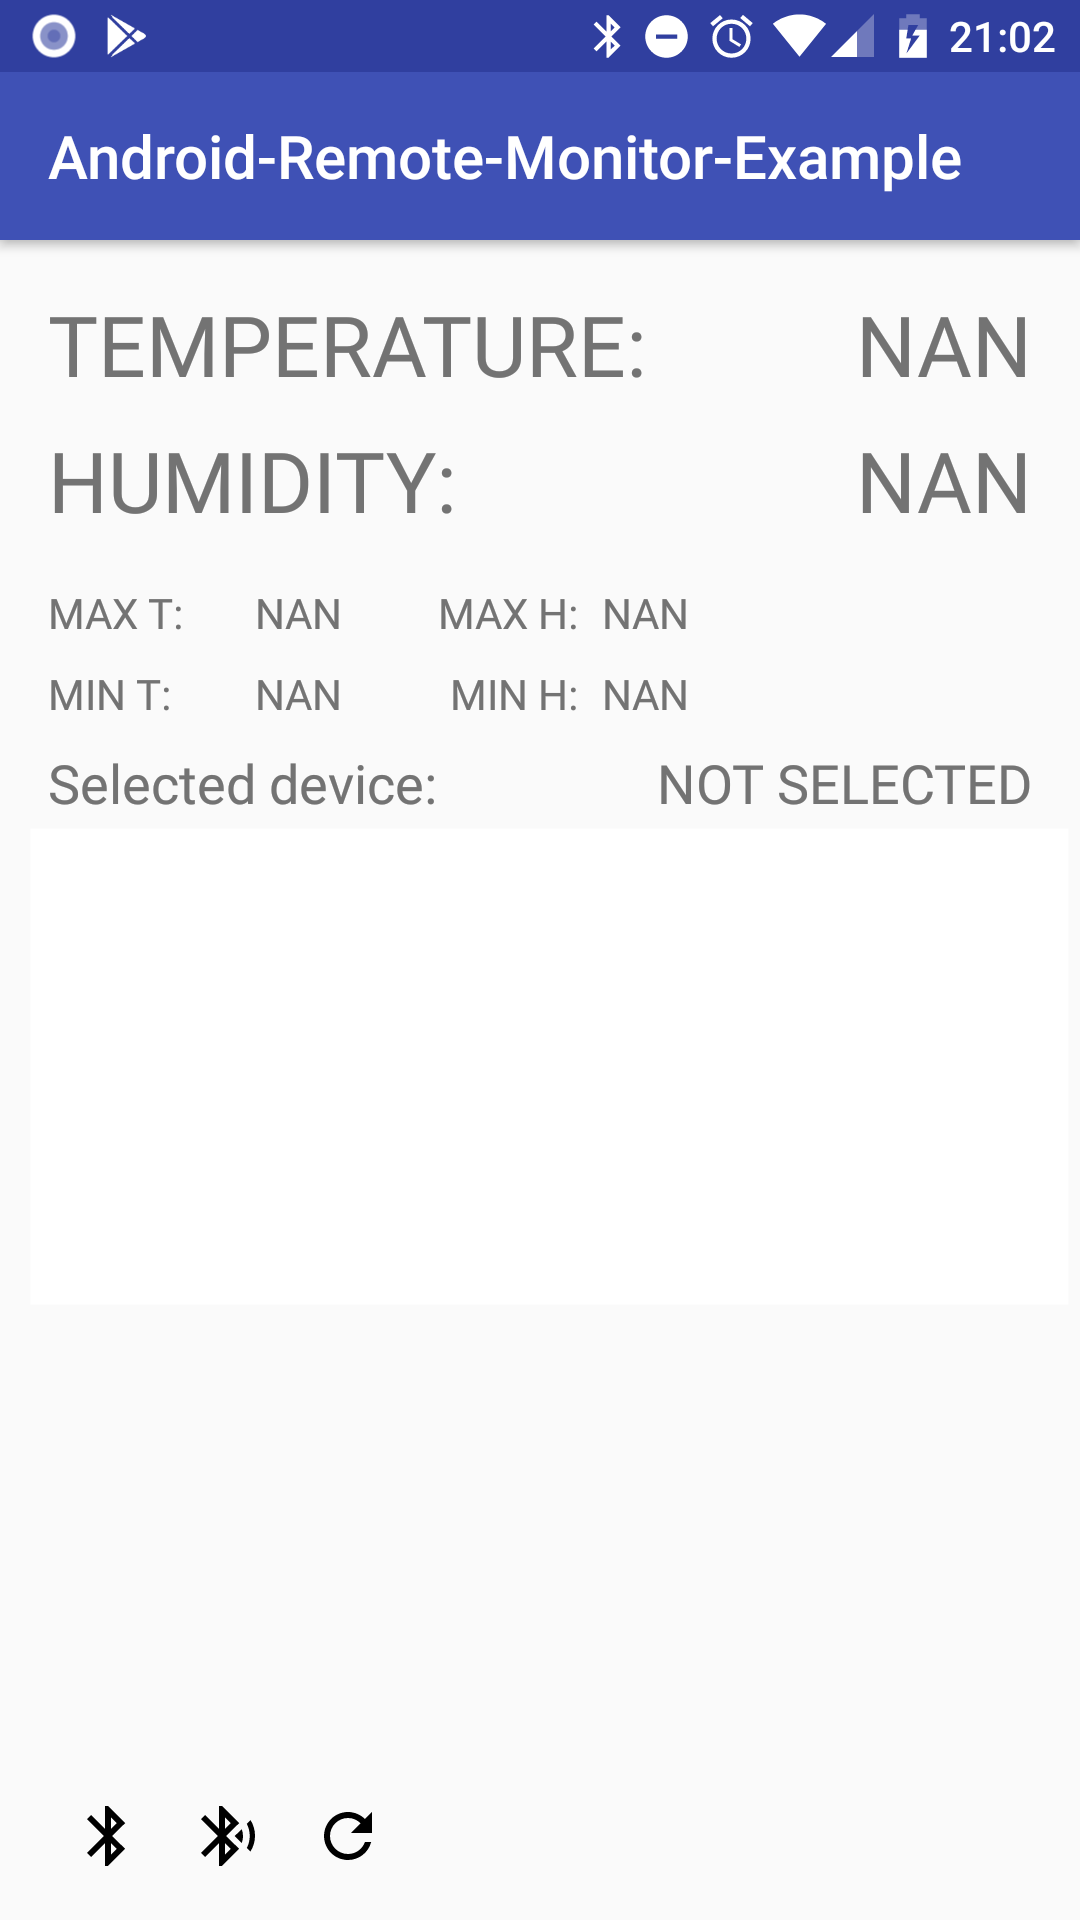 21:02
Android-Remote-Monitor-Example
TEMPERATURE: NAN
HUMIDITY: NAN
MAX T: NAN MAX H: NAN
MIN T: NAN MIN H: NAN
Selected device: NOT SELECTED